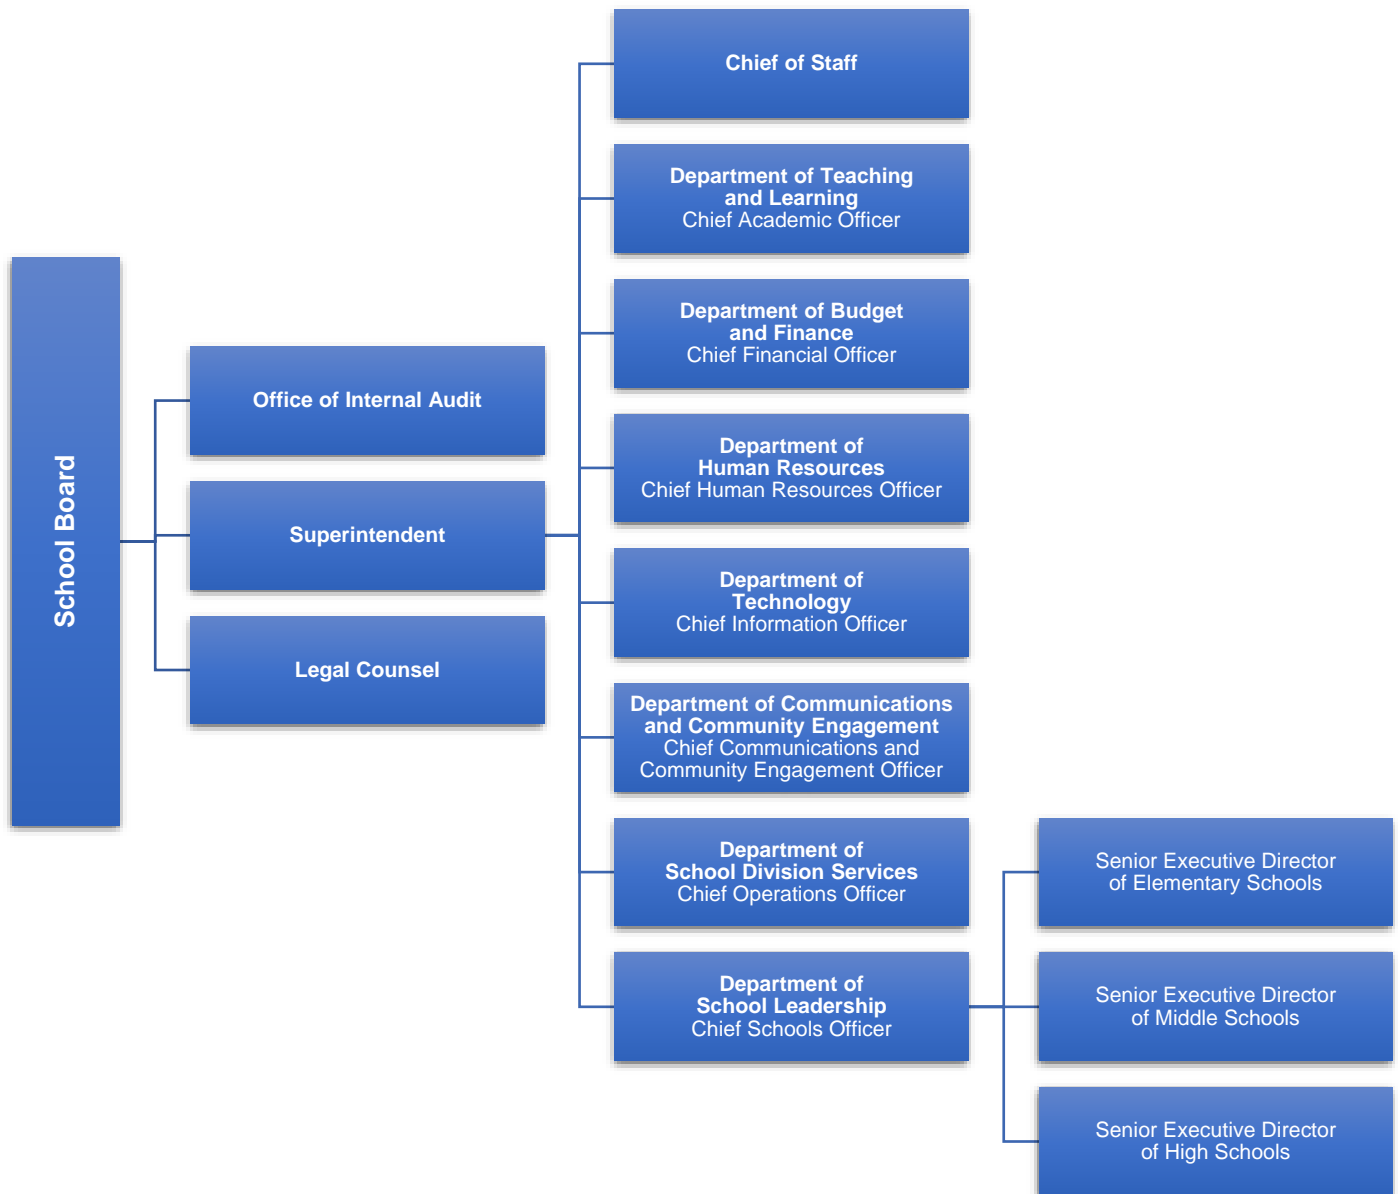 School Board
Office of Internal Audit
Superintendent
Legal Counsel
Chief of Staff
Department of Teaching
and Learning
Chief Academic Officer
Department of Budget
and Finance
Chief Financial Officer
Department of
Human Resources
Chief Human Resources Officer
Department of
Technology
Chief Information Officer
Department of Communications
and Community Engagement
Chief Communications and
Community Engagement Officer
Department of
School Division Services
Chief Operations Officer
Department of
School Leadership
Chief Schools Officer
Senior Executive Director
of Elementary Schools
Senior Executive Director
of Middle Schools
Senior Executive Director
of High Schools